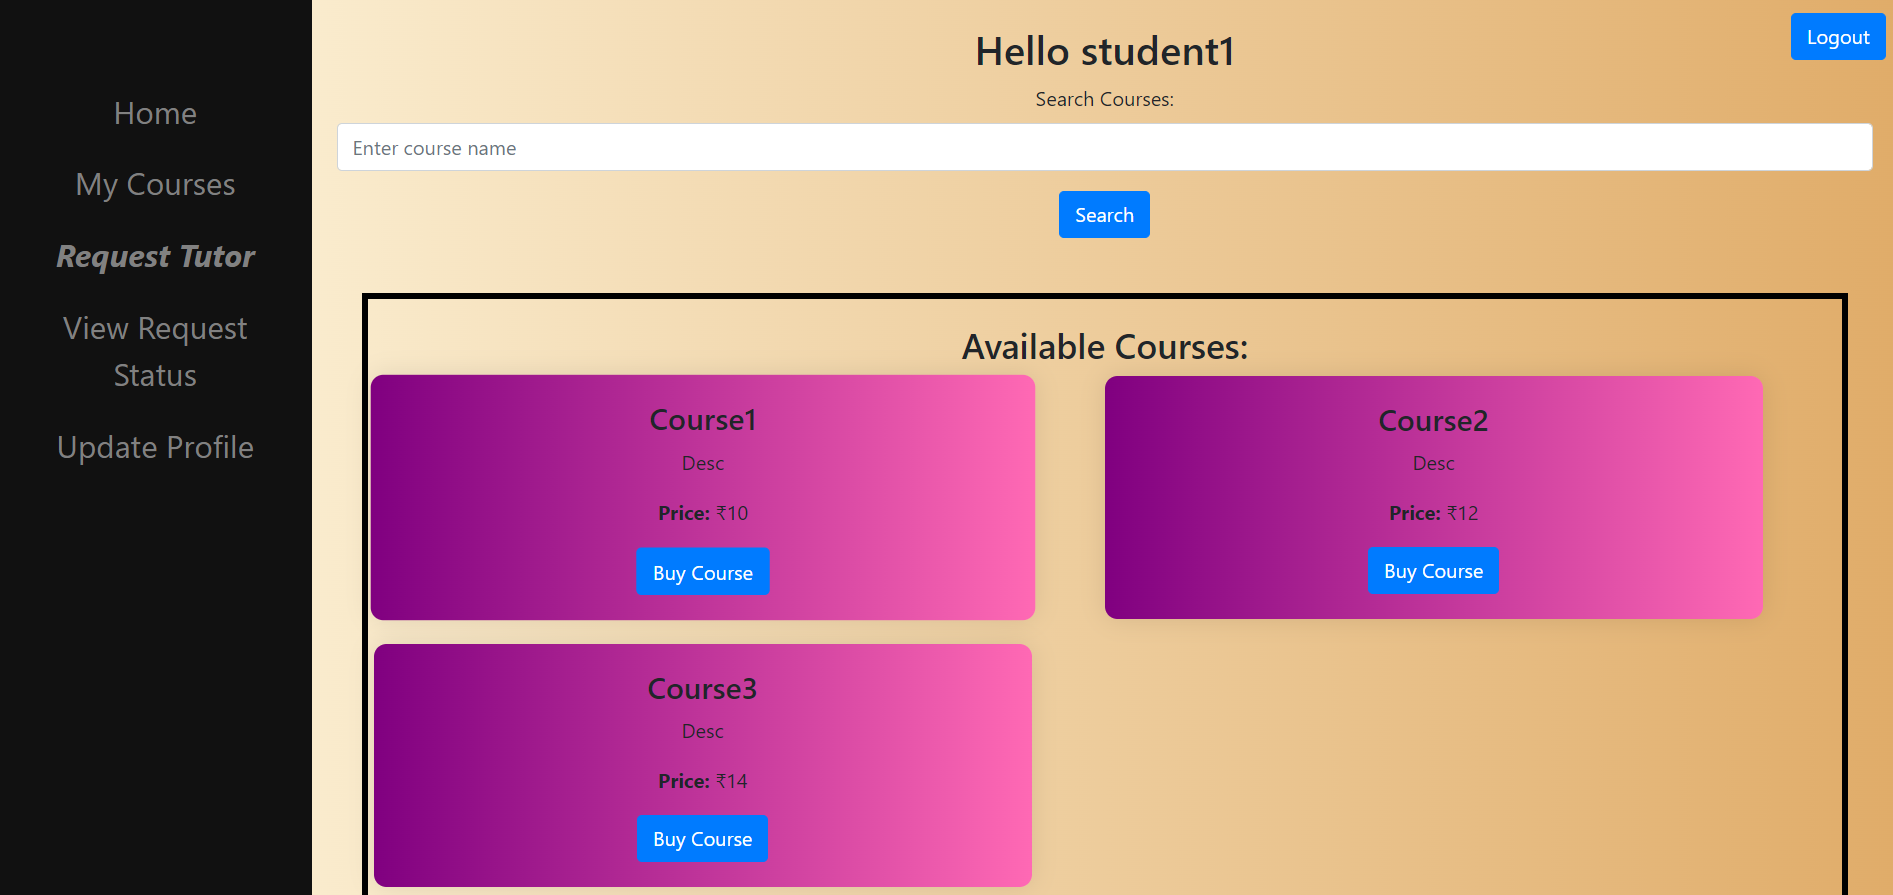 Home
My Courses
Request Tutor
View Request
Status
Update Profile
Logout
Hello student1
Search Courses:
Enter course name
Search
Available Courses:
Course1
Desc
Price: ₹10
Buy Course
Course2
Desc
Price: ₹12
Buy Course
Course3
Desc
Price: ₹14
Buy Course